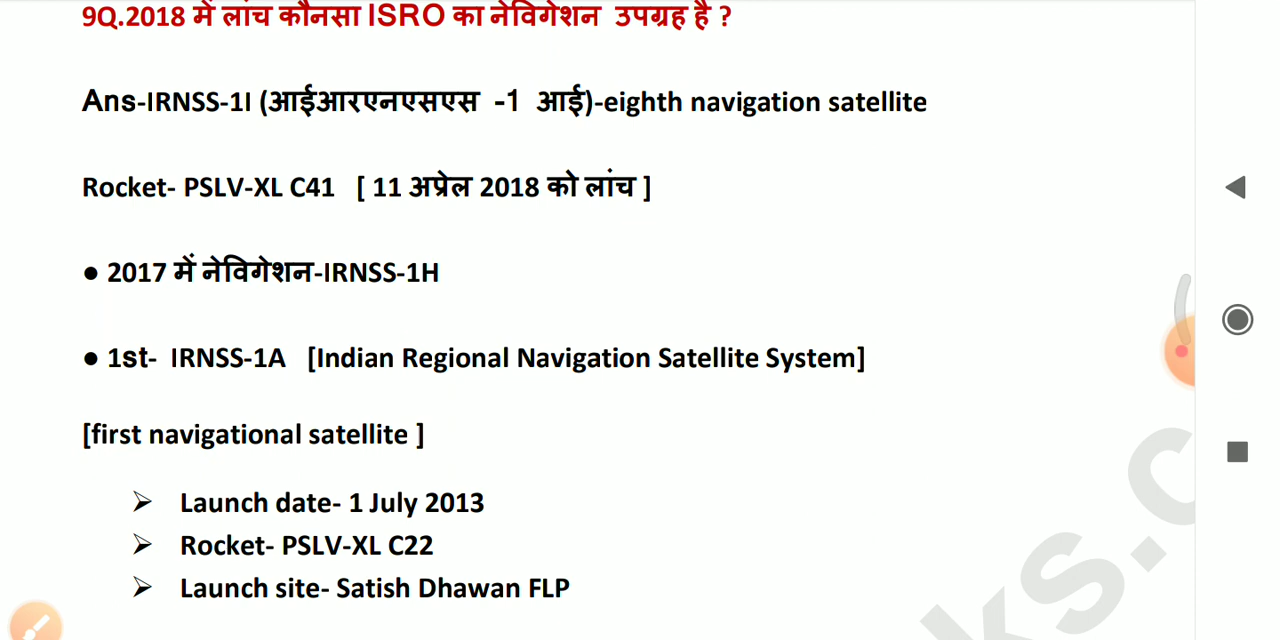 9Q.2018 में लांच कौनसा ISRO का नेविगेशन उपग्रह है ?
Ans-IRNSS-1I (आईआरएनएसएस -1 आई)-eighth navigation satellite
Rocket- PSLV-XL C41 [ 11 अप्रेल 2018 को लांच ]
● 2017 में नेविगेशन-IRNSS-1H
● 1st- IRNSS-1A [Indian Regional Navigation Satellite System]
[first navigational satellite ]
➢ Launch date- 1 July 2013
➢ Rocket- PSLV-XL C22
➢ Launch site- Satish Dhawan FLP
ks.c